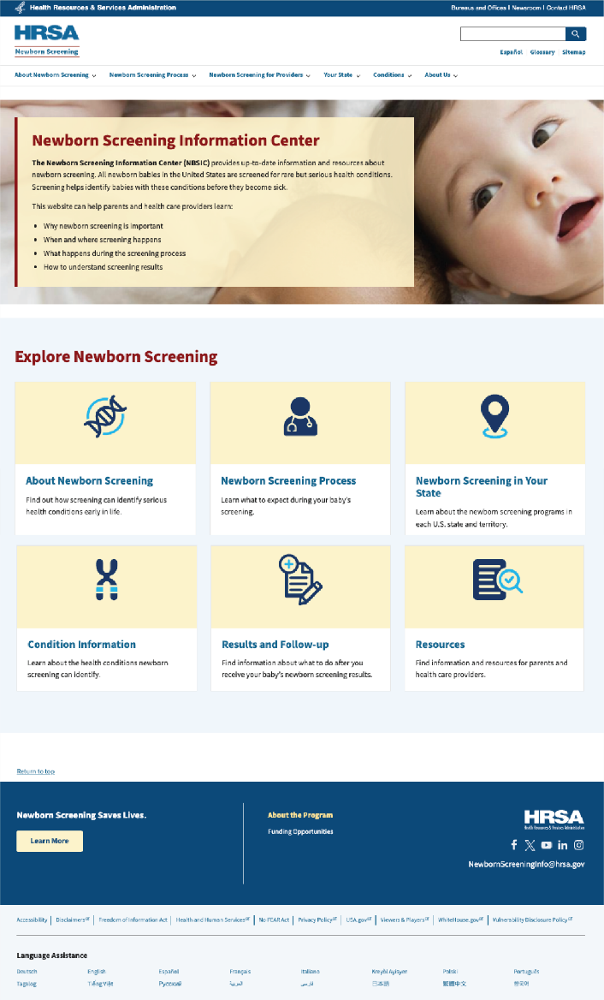 Health Resources & Services Administration
Bureaus and Offices | Newsroom | Contact HRSA
HRSA
Newborn Screening
Español Glossary Sitemap
About Newborn Screening Newborn Screening Process Newborn Screening for Providers Your State Conditions About Us
Newborn Screening Information Center
The Newborn Screening Information Center (NBSIC) provides up-to-date information and resources about
newborn screening. All newborn babies in the United States are screened for rare but serious health conditions.
Screening helps identify babies with these conditions before they become sick.
This website can help parents and health care providers learn:
• Why newborn screening is important
• When and where screening happens
• What happens during the screening process
• How to understand screening results
Explore Newborn Screening
About Newborn Screening
Find out how screening can identify serious
health conditions early in life.
Newborn Screening Process
Learn what to expect during your baby's
screening.
Newborn Screening in Your
State
Learn about the newborn screening programs in
each U.S. state and territory.
Condition Information
Learn about the health conditions newborn
screening can identify.
Results and Follow-up
Find information about what to do after you
receive your baby's newborn screening results.
Resources
Find information and resources for parents and
health care providers.
Return to top
Newborn Screening Saves Lives.
Learn More
About the Program
Funding Opportunities
HRSA
Health Resources & Services Administration
NewbornScreeningInfo@hrsa.gov
Accessibility | Disclaimers | Freedom of Information Act | Health and Human Services | No FEAR Act | Privacy Policy | USA.gov | Viewers & Players | WhiteHouse.gov | Vulnerability Disclosure Policy
Language Assistance
Deutsch English Español Français Italiano Kreyòl Ayisyen Polski Português
Tagalog Tiếng Việt Русский العربية فارسی 日本語 繁體中文 한국어